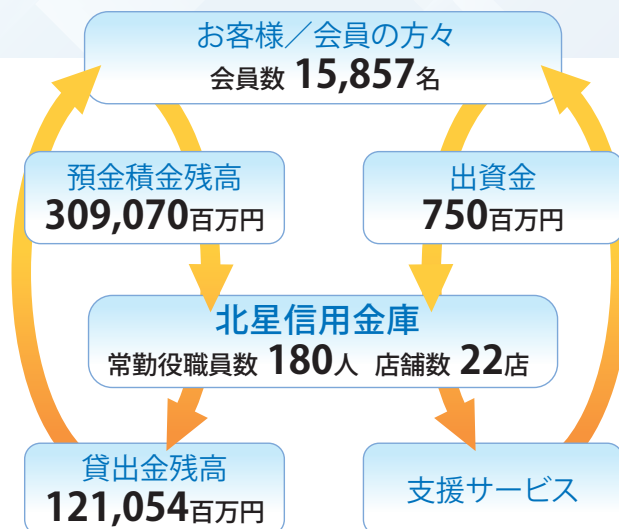 お客様／会員の方々
会員数 15,857名
預金積金残高
309,070百万円
出資金
750百万円
北星信用金庫
常勤役職員数 180人 店舗数 22店
貸出金残高
121,054百万円
支援サービス